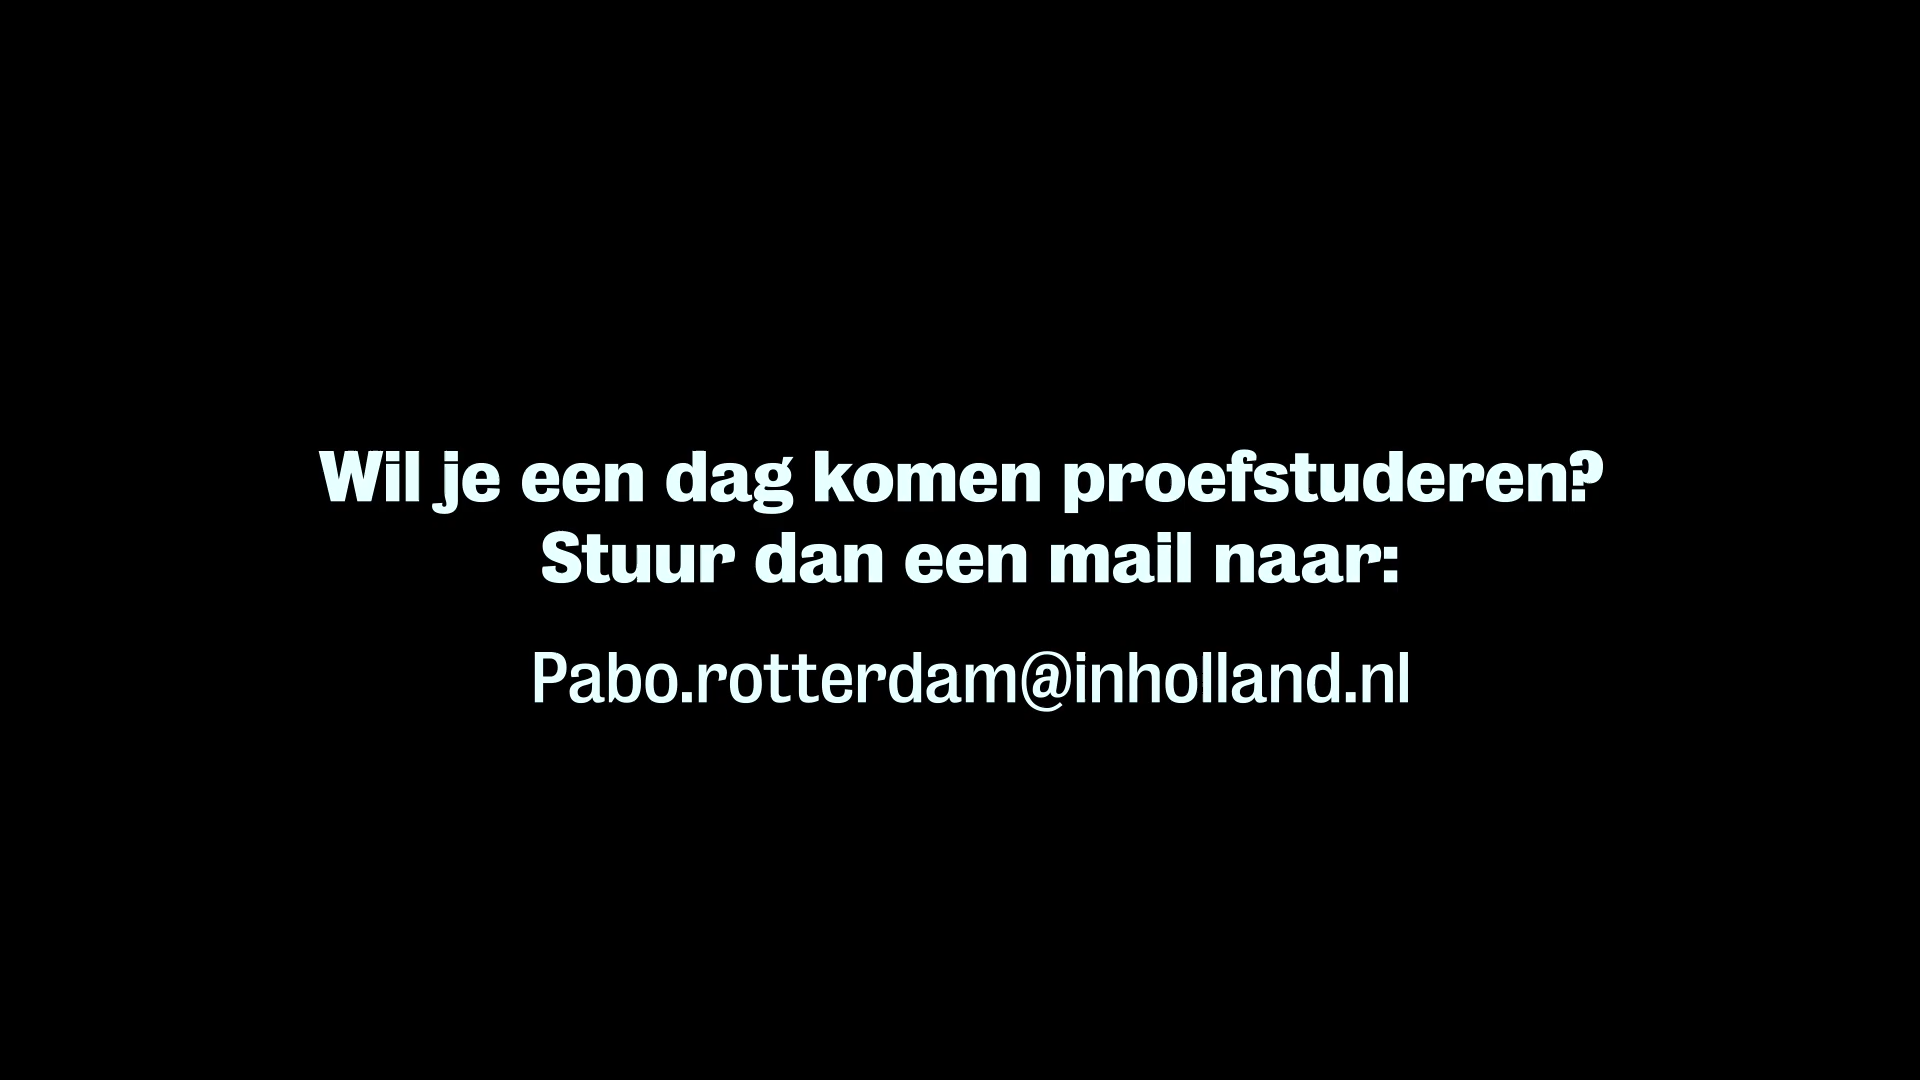 Wil je een dag komen proefstuderen?
Stuur dan een mail naar:
Pabo.rotterdam@inholland.nl